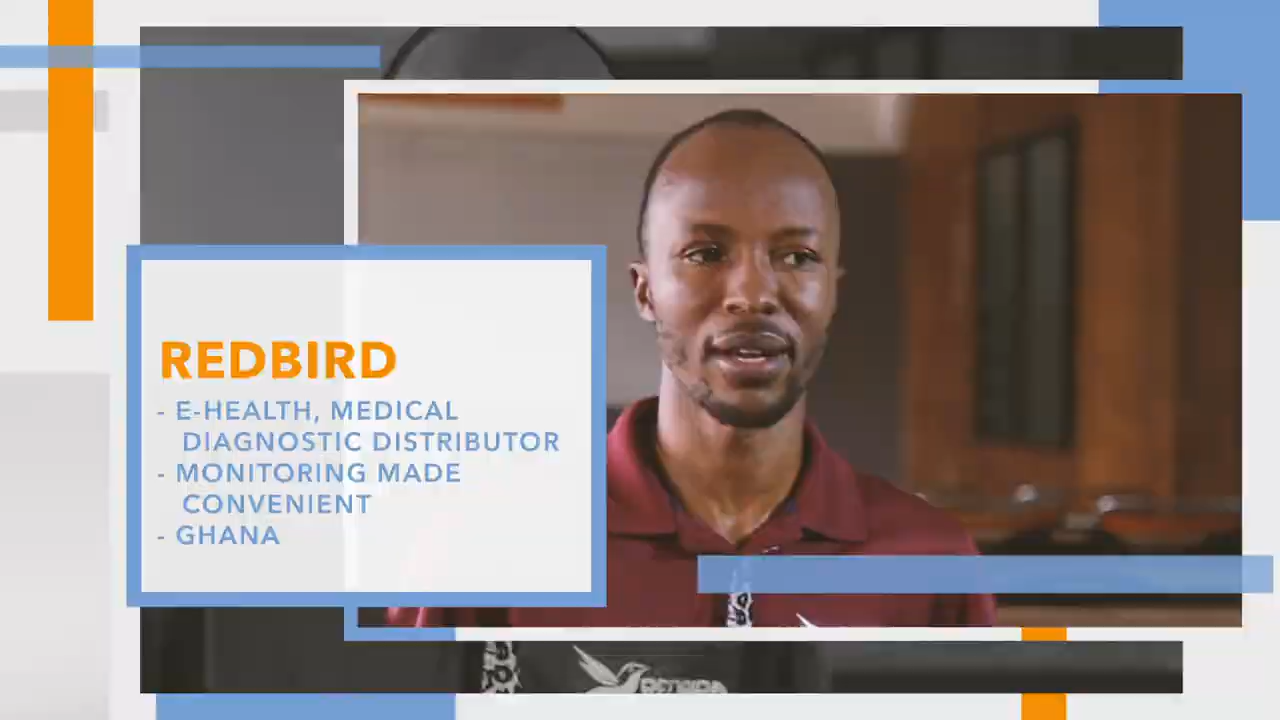 REDBIRD
- E-HEALTH, MEDICAL
DIAGNOSTIC DISTRIBUTOR
- MONITORING MADE
CONVENIENT
- GHANA